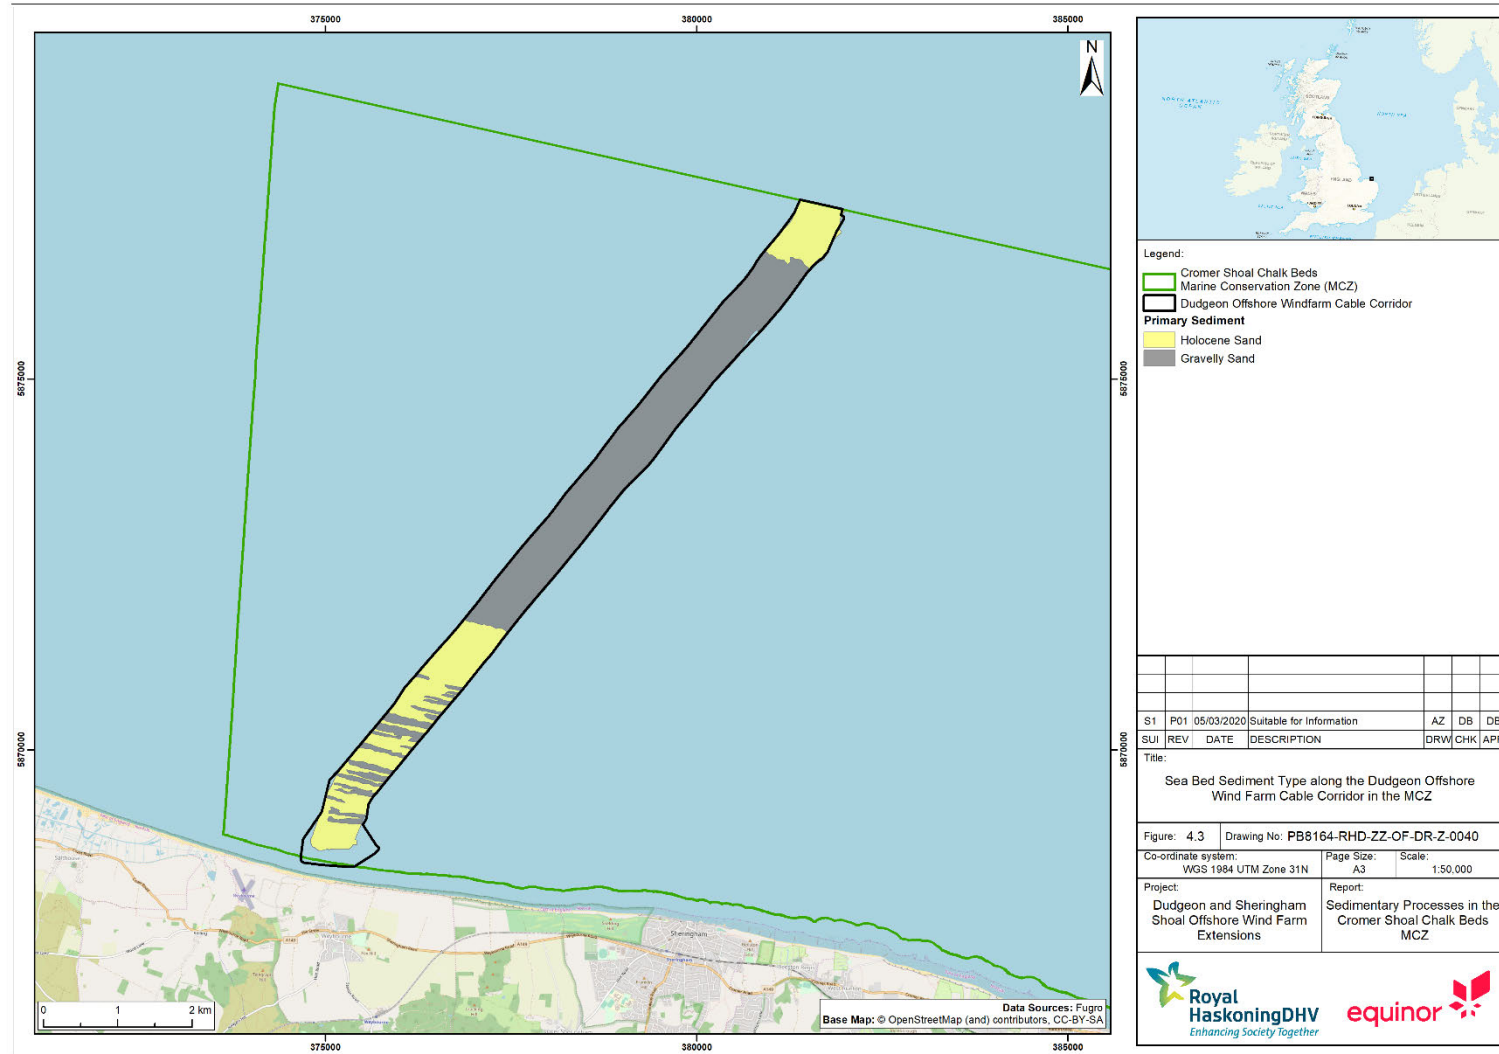 375000
380000
385000
N
5875000
5875000
5870000
5870000
Sheringham
0
1
2 km
Data Sources: Fugro
Base Map: © OpenStreetMap (and) contributors, CC-BY-SA
375000
380000
385000
Legend:
Cromer Shoal Chalk Beds
Marine Conservation Zone (MCZ)
Dudgeon Offshore Windfarm Cable Corridor
Primary Sediment
Holocene Sand
Gravelly Sand
S1 P01 05/03/2020 Suitable for Information AZ DB
SUI REV DATE DESCRIPTION DRW CHK
Title:
Sea Bed Sediment Type along the Dudgeon Offshore
Wind Farm Cable Corridor in the MCZ
Figure: 4.3 Drawing No: PB8164-RHD-ZZ-OF-DR-Z-0040
Co-ordinate system:
WGS 1984 UTM Zone 31N
Page Size:
A3
Scale:
1:50,000
Project:
Dudgeon and Sheringham
Shoal Offshore Wind Farm
Extensions
Report:
Sedimentary Processes in the
Cromer Shoal Chalk Beds
MCZ
Royal
HaskoningDHV
Enhancing Society Together
equinor